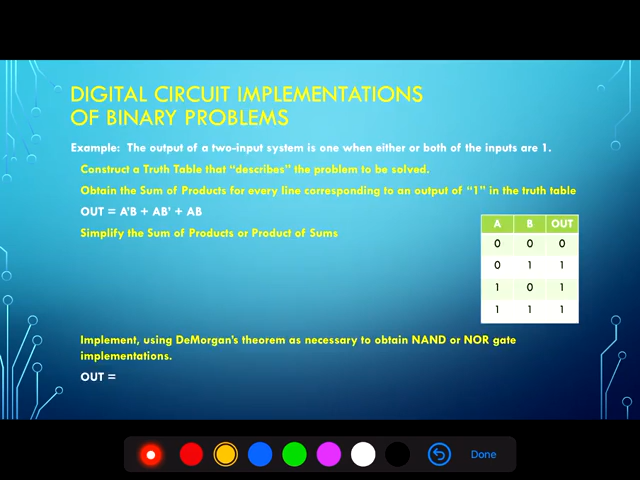 DIGITAL CIRCUIT IMPLEMENTATIONS
OF BINARY PROBLEMS
Example: The output of a two-input system is one when either or both of the inputs are 1.
Construct a Truth Table that “describes” the problem to be solved.
Obtain the Sum of Products for every line corresponding to an output of “1” in the truth table
OUT = A'B + AB' + AB
Simplify the Sum of Products or Product of Sums
A B OUT
0 0 0
0 1 1
1 0 1
1 1 1
Implement, using DeMorgan's theorem as necessary to obtain NAND or NOR gate
implementations.
OUT =
Done